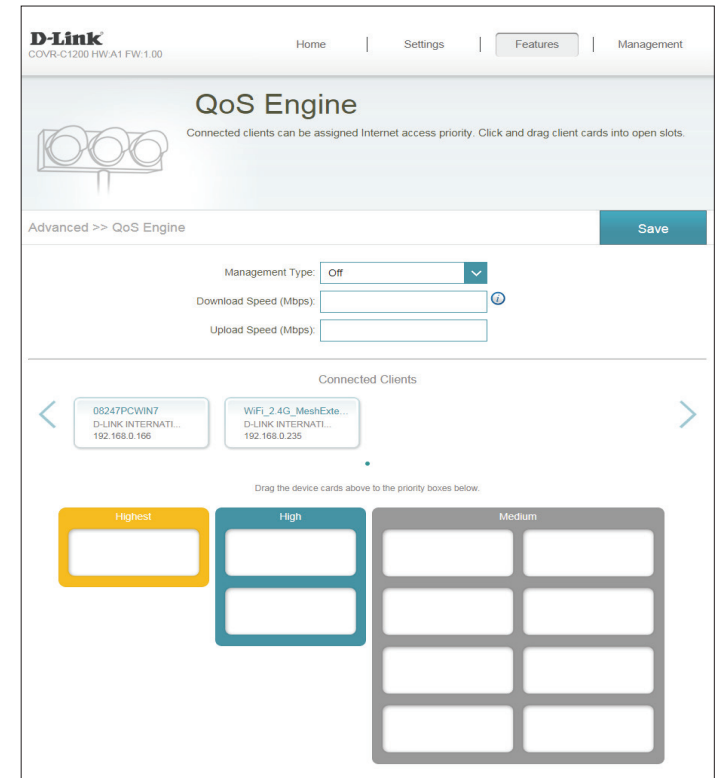 D-Link
COVR-C1200 HW:A1 FW:1.00
Home | Settings | Features | Management
QoS Engine
Connected clients can be assigned Internet access priority. Click and drag client cards into open slots.
Advanced >> QoS Engine
Save
Management Type: Off
Download Speed (Mbps):
Upload Speed (Mbps):
Connected Clients
08247PCWIN7
D-LINK INTERNATI...
192.168.0.166
WiFi_2.4G_MeshExte...
D-LINK INTERNATI...
192.168.0.235
Drag the device cards above to the priority boxes below.
Highest
High
Medium